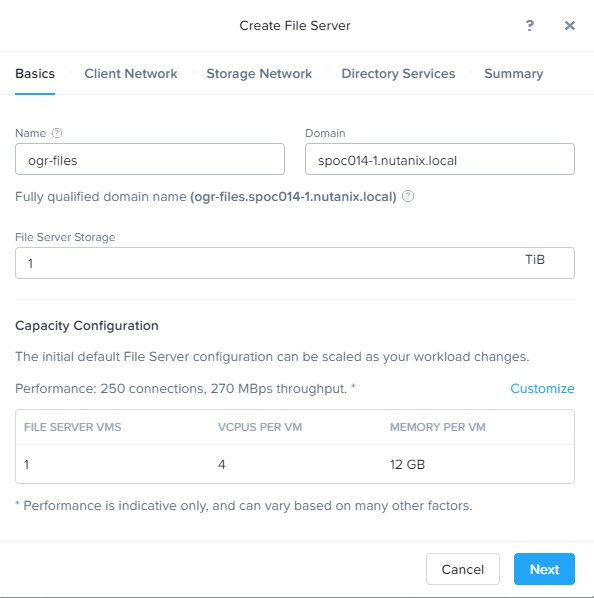 Create File Server
?
×
Basics
Client Network
Storage Network
Directory Services
Summary
Name ?
Domain
ogr-files
spoc014-1.nutanix.local
Fully qualified domain name (ogr-files.spoc014-1.nutanix.local) ?
File Server Storage
1 TiB
Capacity Configuration
The initial default File Server configuration can be scaled as your workload changes.
Performance: 250 connections, 270 MBps throughput. *
Customize
FILE SERVER VMS VCPUS PER VM MEMORY PER VM
1 4 12 GB
* Performance is indicative only, and can vary based on many other factors.
Cancel
Next